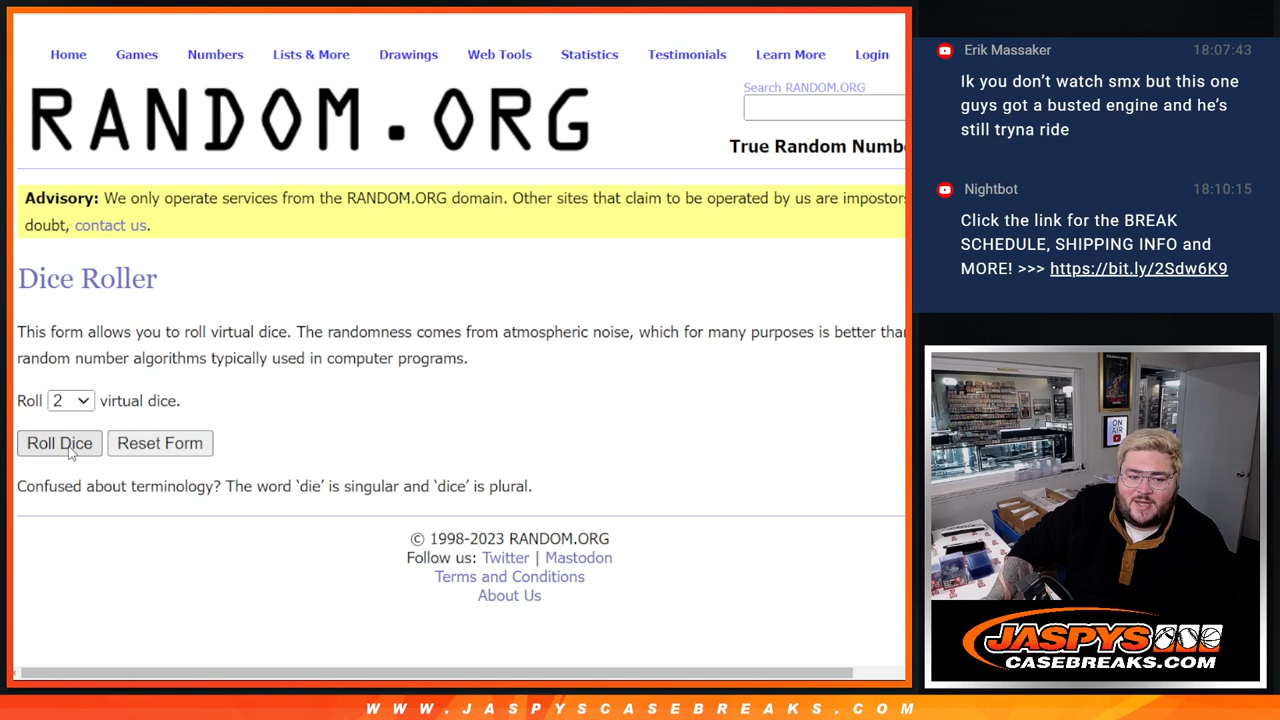 Home Games Numbers Lists & More Drawings Web Tools Statistics Testimonials Learn More Login
RANDOM.ORG
Search RANDOM.ORG
True Random Numb
Advisory: We only operate services from the RANDOM.ORG domain. Other sites that claim to be operated by us are impostors
doubt, contact us.
Dice Roller
This form allows you to roll virtual dice. The randomness comes from atmospheric noise, which for many purposes is better than
random number algorithms typically used in computer programs.
Roll 2 virtual dice.
Roll Dice Reset Form
Confused about terminology? The word ‘die’ is singular and ‘dice’ is plural.
© 1998-2023 RANDOM.ORG
Follow us: Twitter | Mastodon
Terms and Conditions
About Us
Erik Massaker 18:07:43
Ik you don’t watch smx but this one
guys got a busted engine and he’s
still tryna ride
Nightbot 18:10:15
Click the link for the BREAK
SCHEDULE, SHIPPING INFO and
MORE! >>> https://bit.ly/2Sdw6K9
ON
AIR
JASPYS
CASEBREAKS.COM
WWW.JASPYSCASEBREAKS.COM